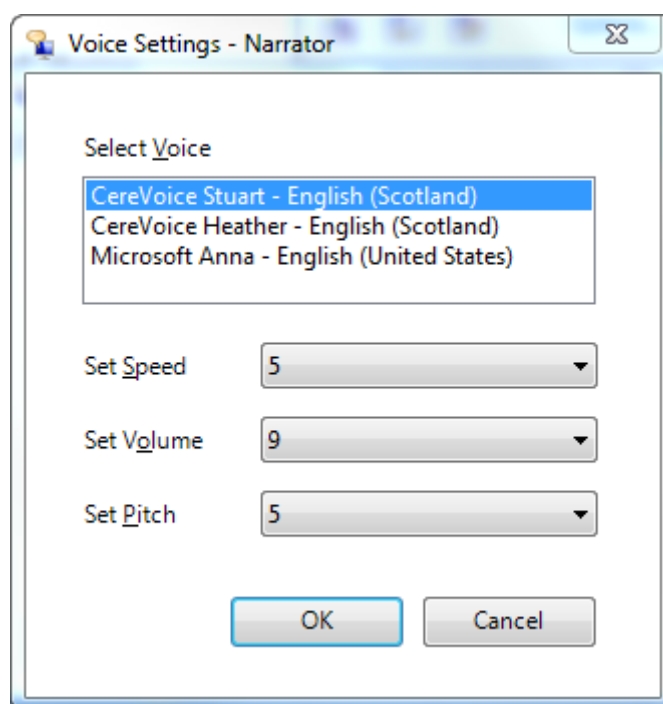 Voice Settings - Narrator
Select Voice
CereVoice Stuart - English (Scotland)
CereVoice Heather - English (Scotland)
Microsoft Anna - English (United States)
Set Speed 5
Set Volume 9
Set Pitch 5
OK Cancel